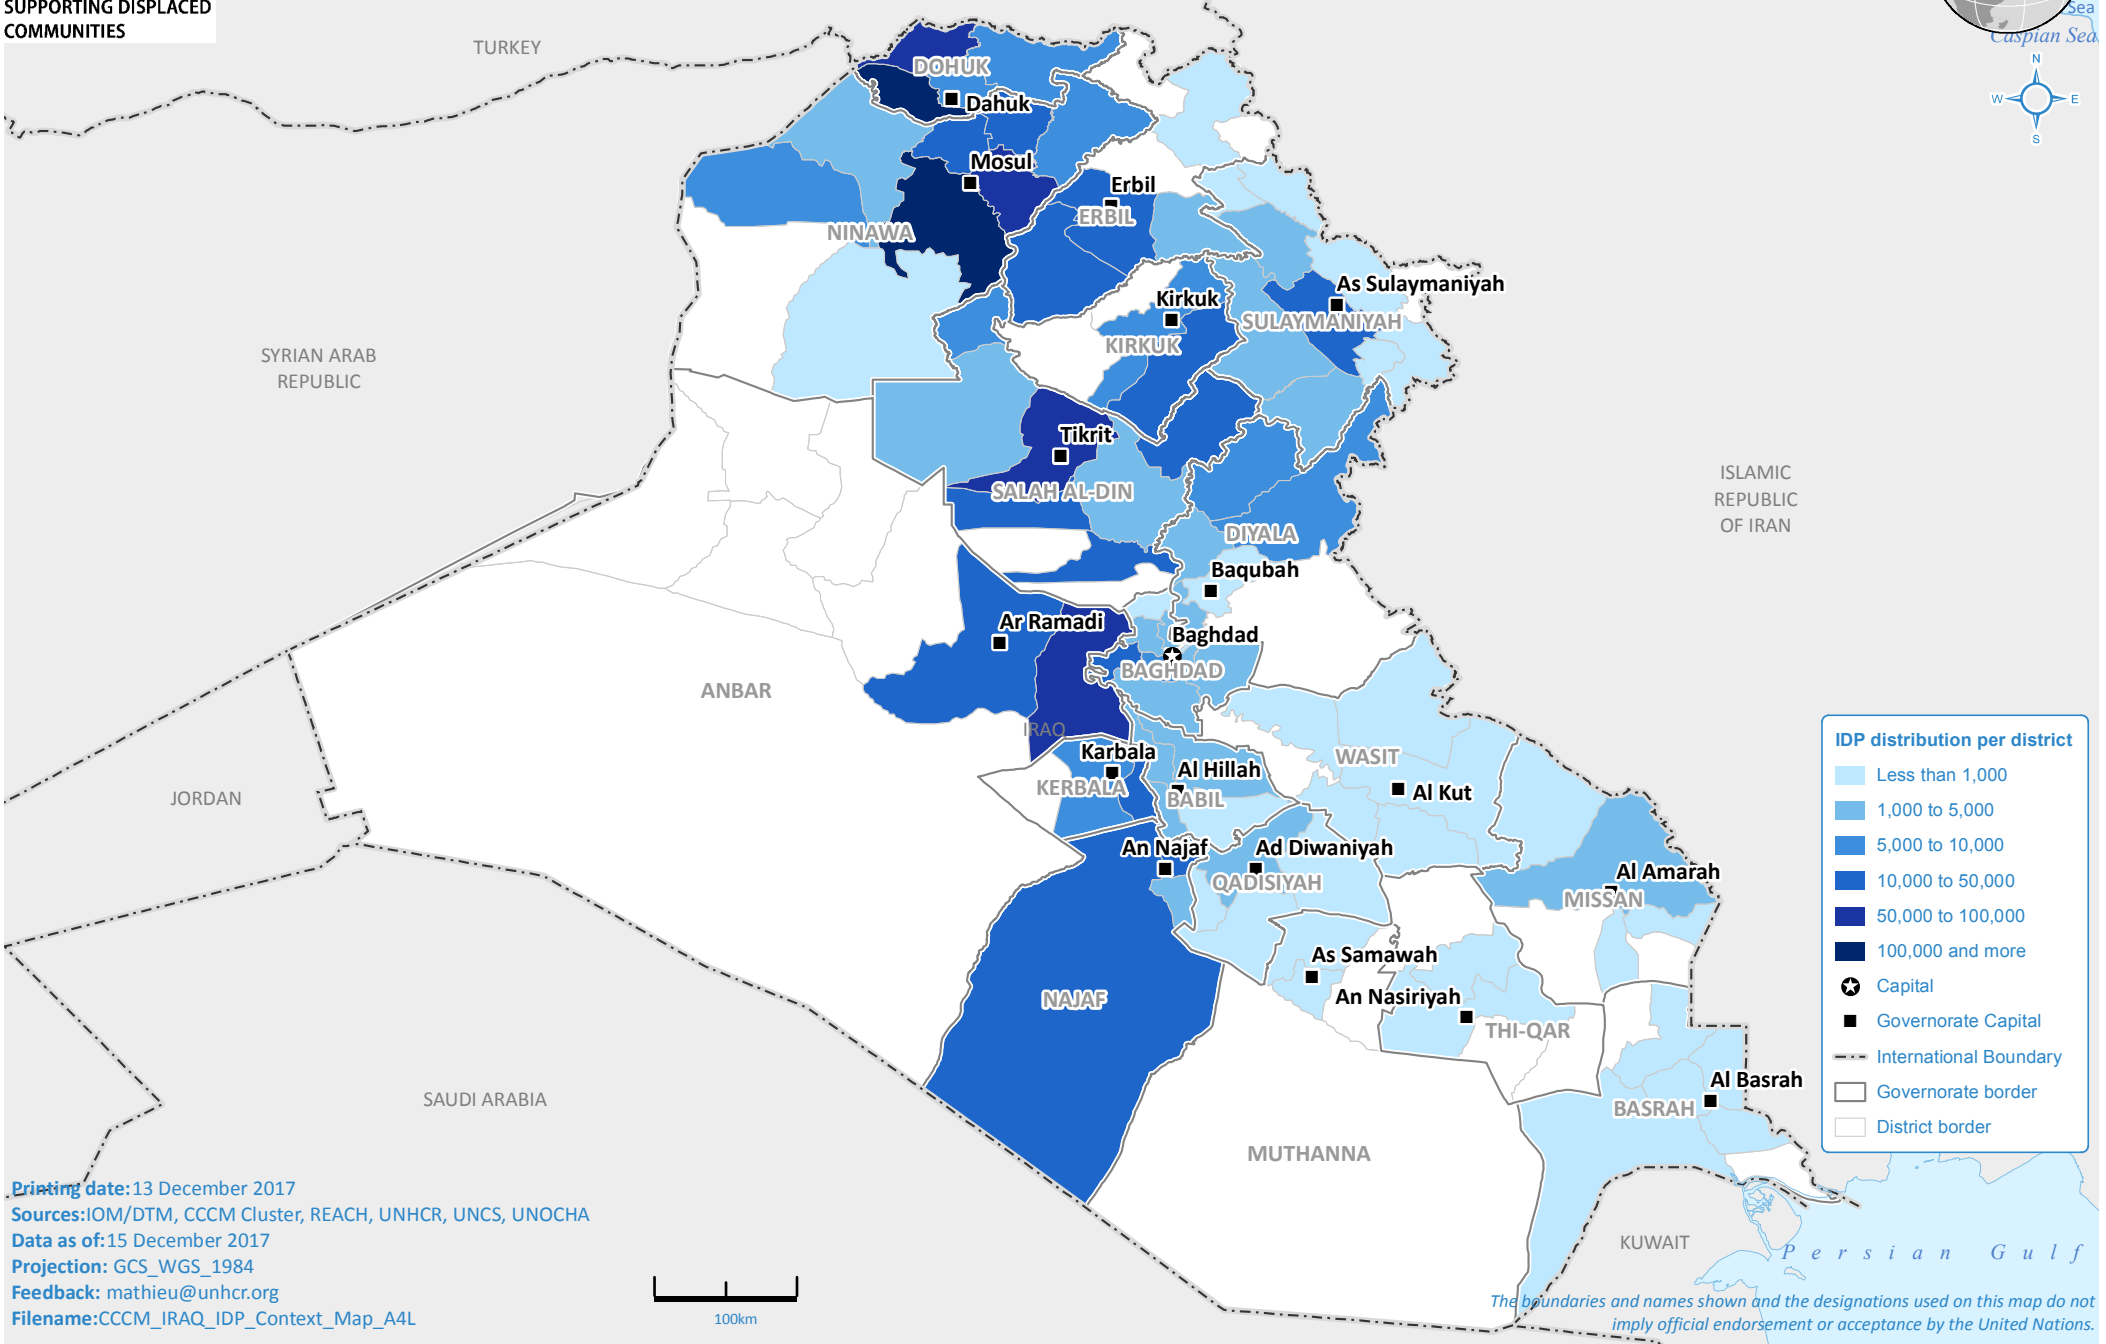 SUPPORTING DISPLACED
COMMUNITIES
TURKEY
Sea
Caspian Sea
N
W
E
S
DOHUK
Dahuk
Mosul
Erbil
ERBIL
NINAWA
As Sulaymaniyah
Kirkuk
SULAYMANIYAH
KIRKUK
SYRIAN ARAB
REPUBLIC
Tikrit
SALAH AL-DIN
ISLAMIC
REPUBLIC
OF IRAN
DIYALA
Baqubah
Ar Ramadi
Baghdad
BAGHDAD
ANBAR
IRAQ
Karbala
KERBALA
Al Hillah
BABIL
WASIT
Al Kut
JORDAN
An Najaf
Ad Diwaniyah
QADISIYAH
Al Amarah
MISSAN
As Samawah
An Nasiriyah
NAJAF
THI-QAR
Al Basrah
BASRAH
SAUDI ARABIA
MUTHANNA
KUWAIT
Persian Gulf
IDP distribution per district
Less than 1,000
1,000 to 5,000
5,000 to 10,000
10,000 to 50,000
50,000 to 100,000
100,000 and more
Capital
Governorate Capital
International Boundary
Governorate border
District border
Printing date:13 December 2017
Sources:IOM/DTM, CCCM Cluster, REACH, UNHCR, UNCS, UNOCHA
Data as of:15 December 2017
Projection: GCS_WGS_1984
Feedback: mathieu@unhcr.org
Filename:CCCM_IRAQ_IDP_Context_Map_A4L
100km
The boundaries and names shown and the designations used on this map do not
imply official endorsement or acceptance by the United Nations.